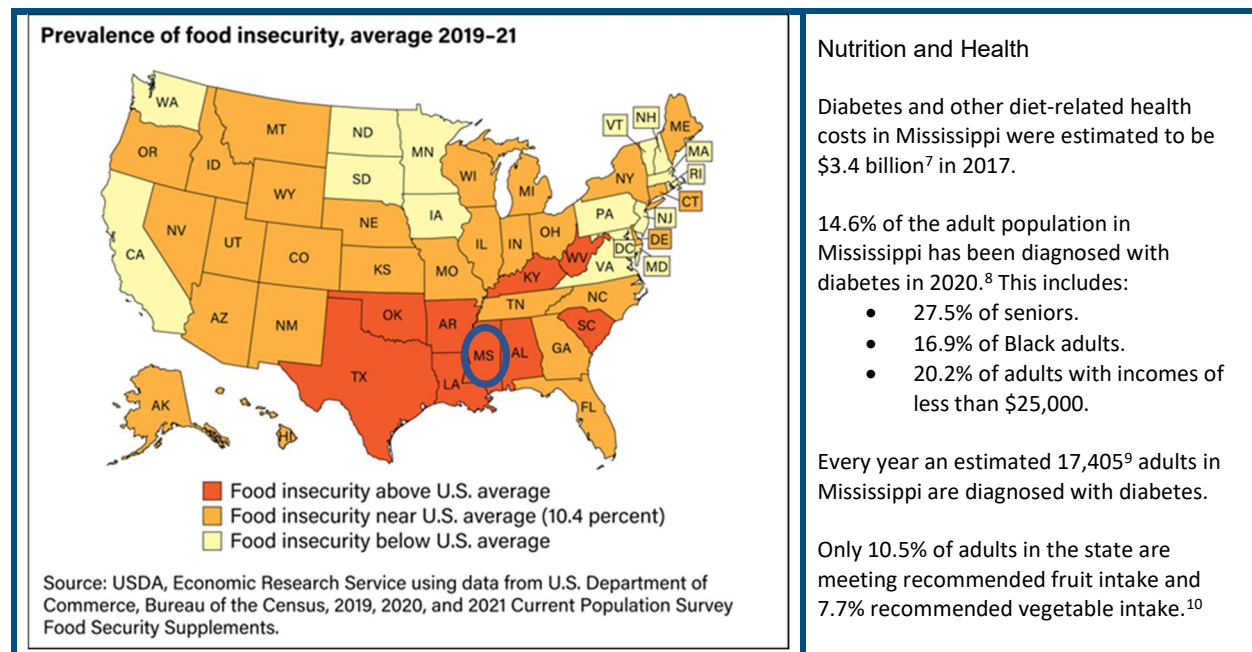 Prevalence of food insecurity, average 2019–21
WA
MT
ND
MN
VT
NH
ME
OR
ID
SD
WI
MI
NY
MA
RI
CT
WY
IA
PA
NJ
NE
OH
NV
UT
IL
IN
DE
DC
MD
CA
CO
WV
VA
KS
MO
KY
NC
TN
AZ
NM
OK
AR
SC
MS
AL
GA
TX
LA
AK
HI
FL
Food insecurity above U.S. average
Food insecurity near U.S. average (10.4 percent)
Food insecurity below U.S. average
Source: USDA, Economic Research Service using data from U.S. Department of
Commerce, Bureau of the Census, 2019, 2020, and 2021 Current Population Survey
Food Security Supplements.
Nutrition and Health
Diabetes and other diet-related health
costs in Mississippi were estimated to be
$3.4 billion⁷ in 2017.
14.6% of the adult population in
Mississippi has been diagnosed with
diabetes in 2020.⁸ This includes:
• 27.5% of seniors.
• 16.9% of Black adults.
• 20.2% of adults with incomes of
less than $25,000.
Every year an estimated 17,405⁹ adults in
Mississippi are diagnosed with diabetes.
Only 10.5% of adults in the state are
meeting recommended fruit intake and
7.7% recommended vegetable intake.¹⁰